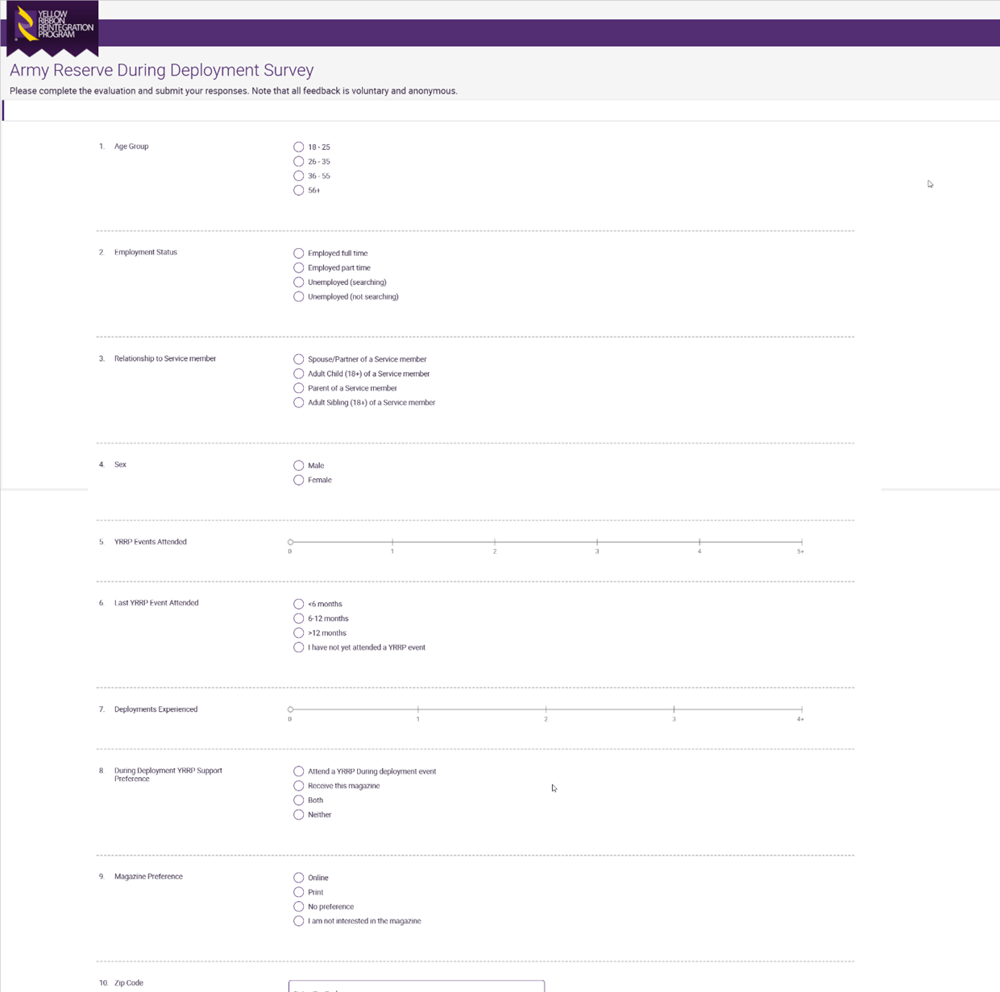 YELLOW
RIBBON
REINTEGRATION
PROGRAM
Army Reserve During Deployment Survey
Please complete the evaluation and submit your responses. Note that all feedback is voluntary and anonymous.
1. Age Group
18 - 25
26 - 35
36 - 55
56+
2. Employment Status
Employed full time
Employed part time
Unemployed (searching)
Unemployed (not searching)
3. Relationship to Service member
Spouse/Partner of a Service member
Adult Child (18+) of a Service member
Parent of a Service member
Adult Sibling (18+) of a Service member
4. Sex
Male
Female
5. YRRP Events Attended
0 1 2 3 4 5+
6. Last YRRP Event Attended
<6 months
6-12 months
>12 months
I have not yet attended a YRRP event
7. Deployments Experienced
0 1 2 3 4+
8. During Deployment YRRP Support
Preference
Attend a YRRP During deployment event
Receive this magazine
Both
Neither
9. Magazine Preference
Online
Print
No preference
I am not interested in the magazine
10. Zip Code